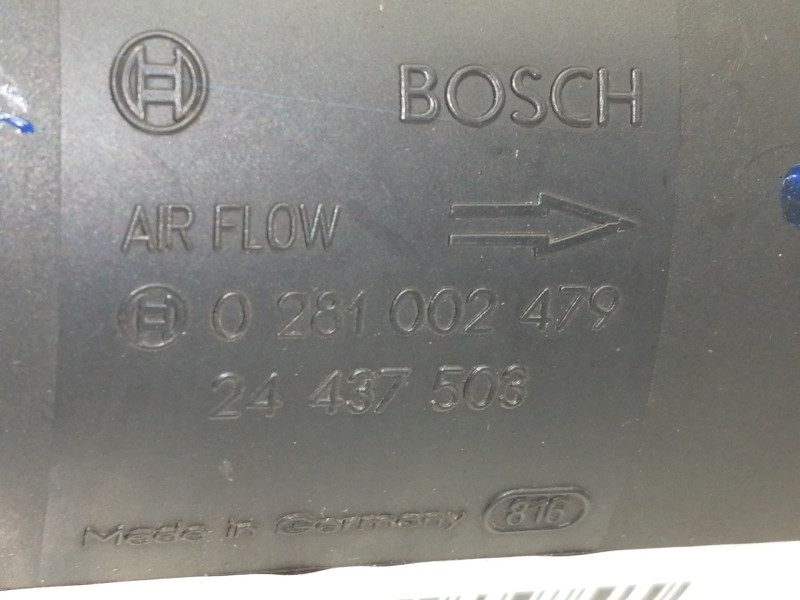 BOSCH
AIR FLOW
0 281 002 479
24 437 503
Made in Germany 816